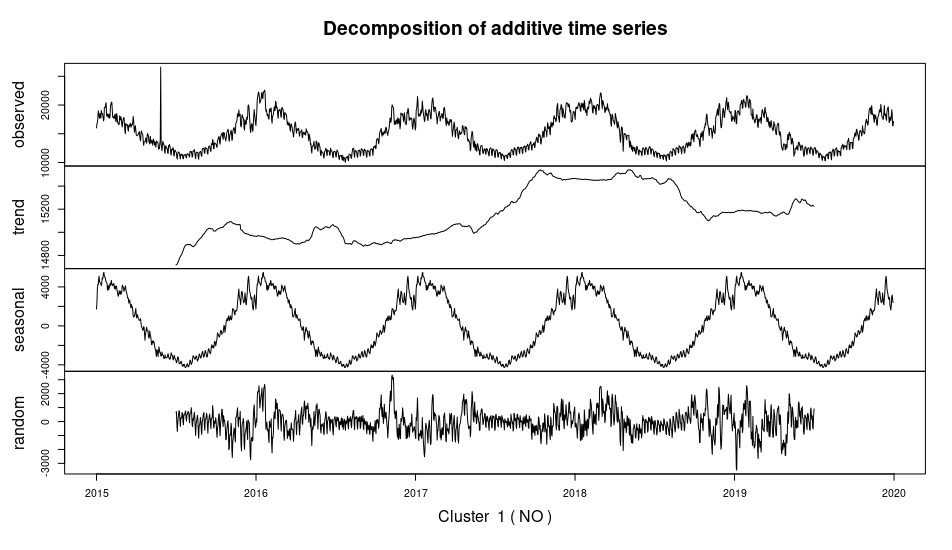 Decomposition of additive time series
observed
10000
20000
trend
14800
15200
seasonal
-4000
0
4000
random
-3000
0
2000
2015
2016
2017
2018
2019
2020
Cluster 1 ( NO )